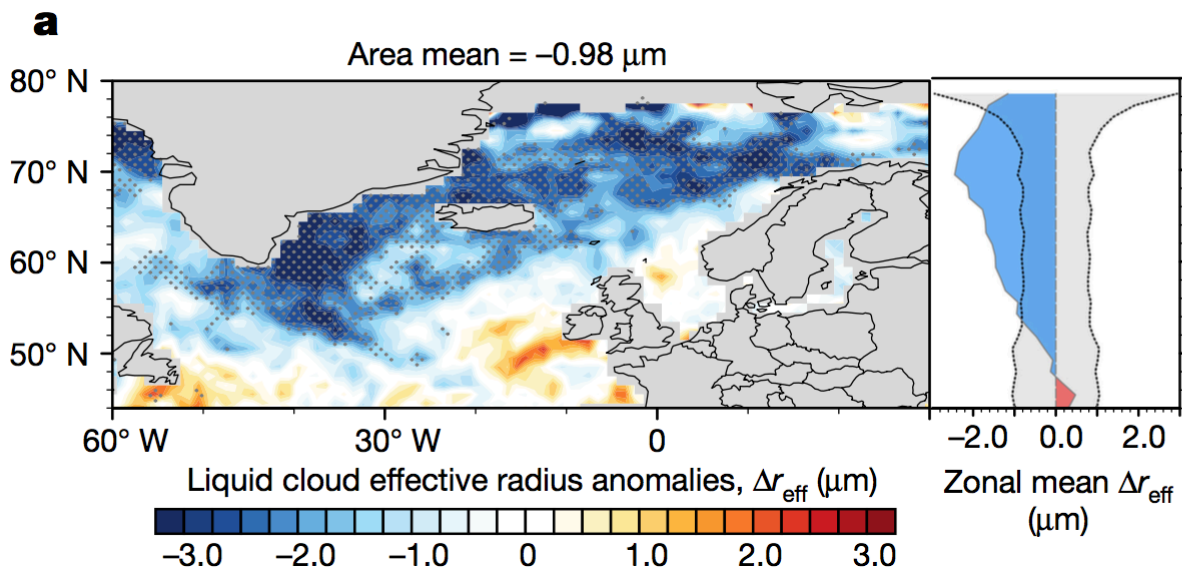 a
Area mean = –0.98 μm
80° N
70° N
60° N
50° N
60° W 30° W 0
–2.0 0.0 2.0
Zonal mean Δreff
(μm)
Liquid cloud effective radius anomalies, Δreff (μm)
–3.0 –2.0 –1.0 0 1.0 2.0 3.0